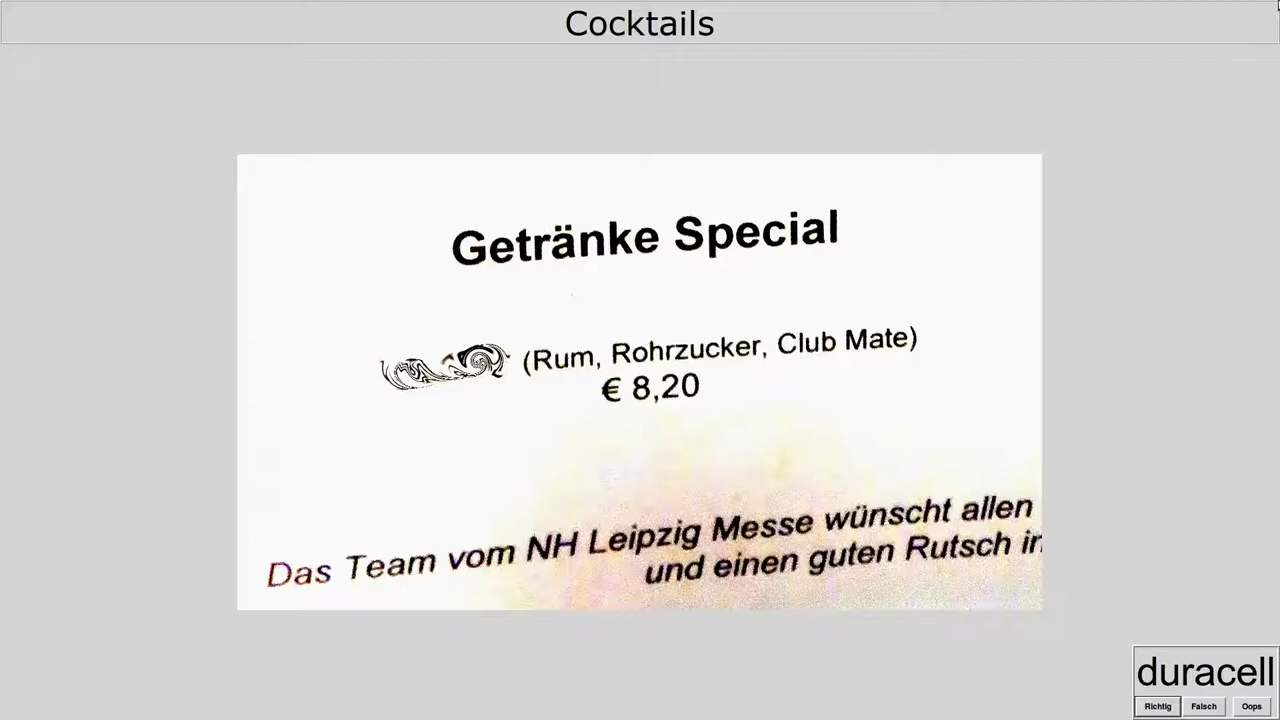 Cocktails
Getränke Special
(Rum, Rohrzucker, Club Mate)
€ 8,20
Das Team vom NH Leipzig Messe wünscht allen
und einen guten Rutsch in
duracell
Richtig Falsch Oops